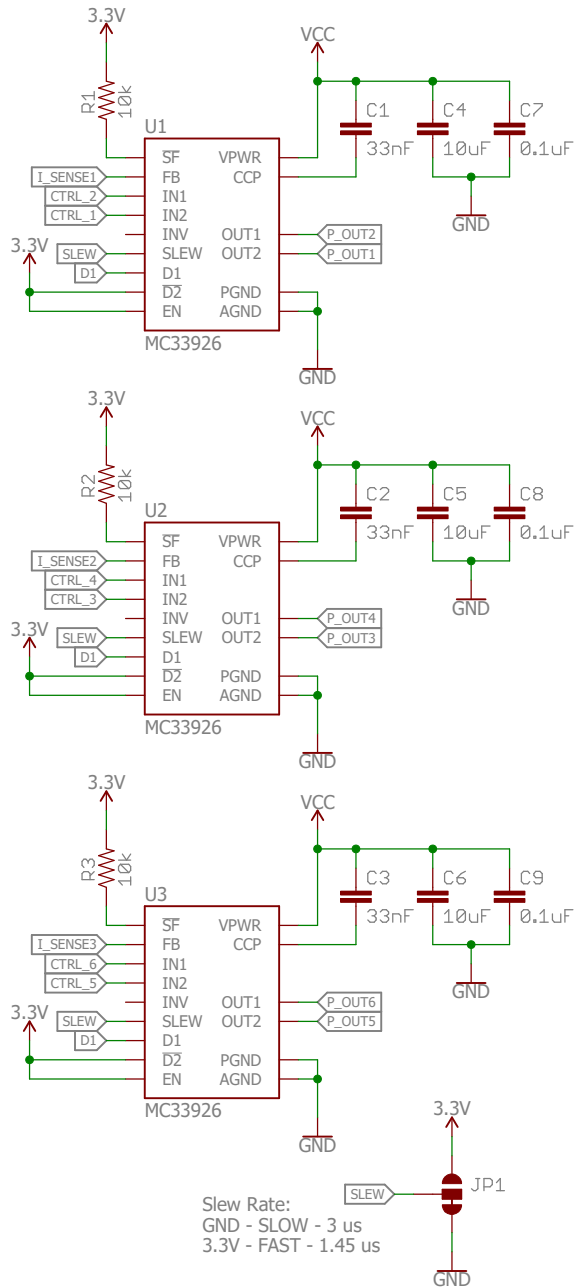 3.3V
VCC
R1
10k
C1
C4
C7
33nF
10uF
0.1uF
U1
SF VPWR
I_SENSE1 FB CCP
CTRL_2 IN1
CTRL_1 IN2
GND
3.3V
INV OUT1 P_OUT2
SLEW SLEW OUT2 P_OUT1
D1 D1
D2 PGND
EN AGND
MC33926
GND
3.3V
VCC
R2
10k
C2
C5
C8
33nF
10uF
0.1uF
U2
SF VPWR
I_SENSE2 FB CCP
CTRL_4 IN1
CTRL_3 IN2
GND
3.3V
INV OUT1 P_OUT4
SLEW SLEW OUT2 P_OUT3
D1 D1
D2 PGND
EN AGND
MC33926
GND
3.3V
VCC
R3
10k
C3
C6
C9
33nF
10uF
0.1uF
U3
SF VPWR
I_SENSE3 FB CCP
CTRL_6 IN1
CTRL_5 IN2
GND
3.3V
INV OUT1 P_OUT6
SLEW SLEW OUT2 P_OUT5
D1 D1
D2 PGND
EN AGND
MC33926
GND
3.3V
SLEW
JP1
Slew Rate:
GND - SLOW - 3 us
3.3V - FAST - 1.45 us
GND